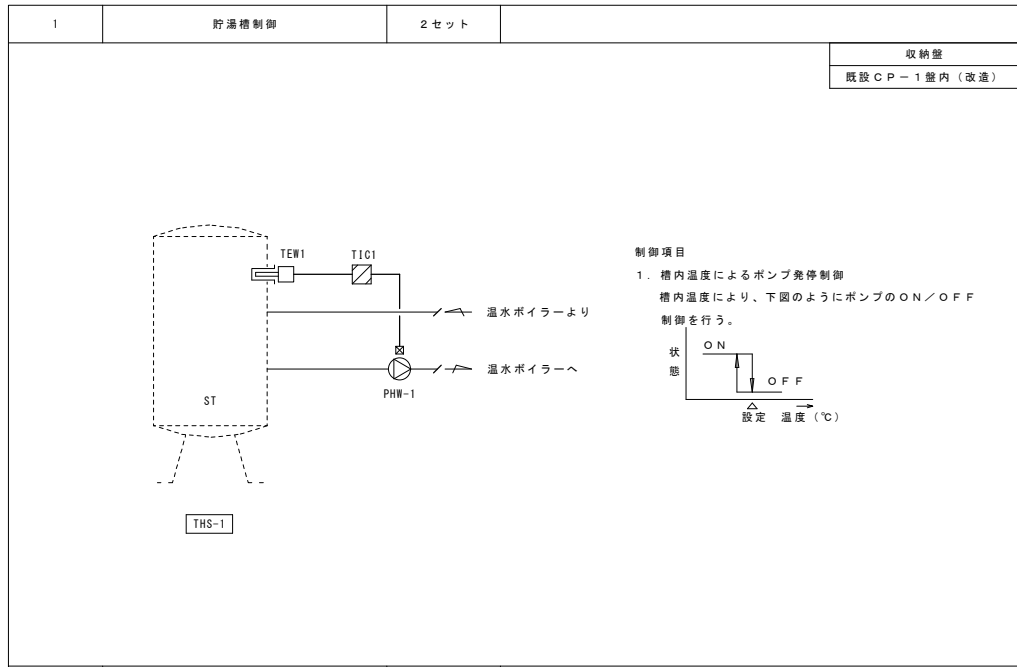 1 貯湯槽制御 2セット
収納盤
既設CP－1盤内（改造）
TEW1 TIC1
制御項目
1. 槽内温度によるポンプ発停制御
槽内温度により、下図のようにポンプのON／OFF
制御を行う。
温水ボイラーより
温水ボイラーへ
PHW-1
ST
THS-1
状態
ON
OFF
設定 温度（℃）